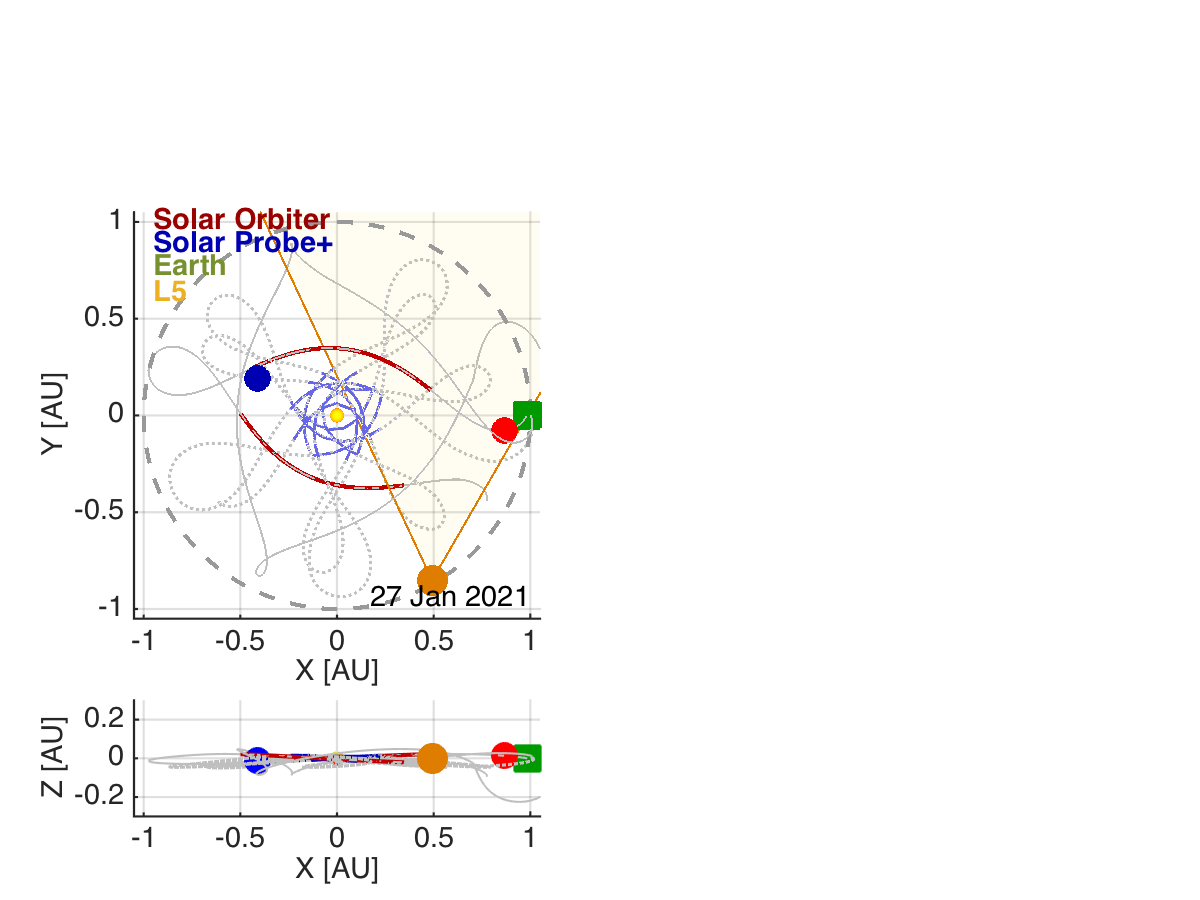 Solar Orbiter
Solar Probe+
Earth
L5
1
0.5
0
-0.5
-1
Y [AU]
27 Jan 2021
-1 -0.5 0 0.5 1
X [AU]
0.2
0
-0.2
Z [AU]
-1 -0.5 0 0.5 1
X [AU]